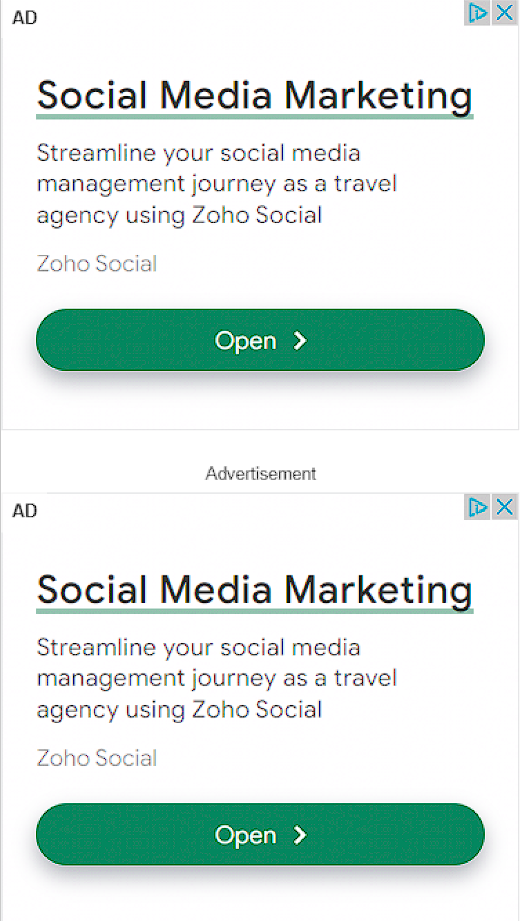 AD
Social Media Marketing
Streamline your social media
management journey as a travel
agency using Zoho Social
Zoho Social
Open
Advertisement
AD
Social Media Marketing
Streamline your social media
management journey as a travel
agency using Zoho Social
Zoho Social
Open